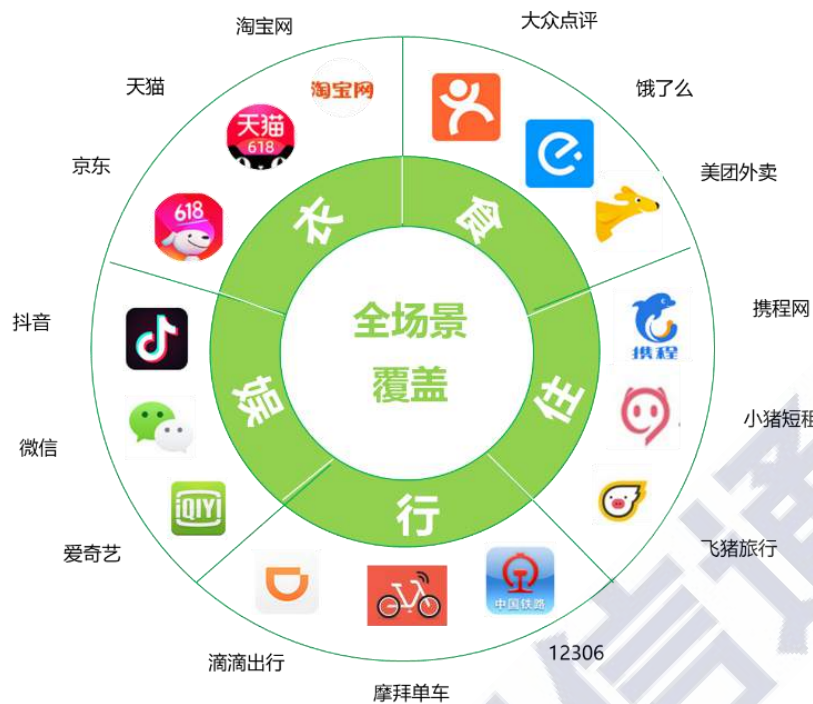 淘宝网
大众点评
天猫
饿了么
京东
美团外卖
淘宝网
天猫
618
618
衣
食
抖音
携程网
携程
全场景
覆盖
娱
住
微信
小猪短租
iQIYI
行
爱奇艺
飞猪旅行
中国铁路
滴滴出行
12306
摩拜单车
信通